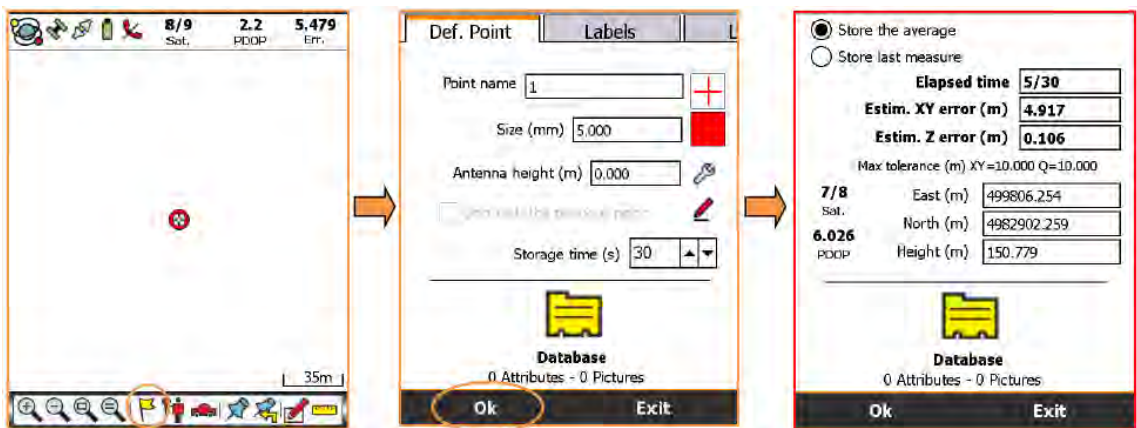 8/9 2.2 5.479
Sat. PDOP Err.
35m
Def. Point Labels L
Point name 1
Size (mm) 5.000
Antenna height (m) 0.000
Storage time (s) 30
Database
0 Attributes - 0 Pictures
Ok Exit
Store the average
Store last measure
Elapsed time 5/30
Estim. XY error (m) 4.917
Estim. Z error (m) 0.106
Max tolerance (m) XY=10.000 Q=10.000
7/8 East (m) 499806.254
Sat.
North (m) 4982902.259
6.026
PDOP Height (m) 150.779
Database
0 Attributes - 0 Pictures
Ok Exit